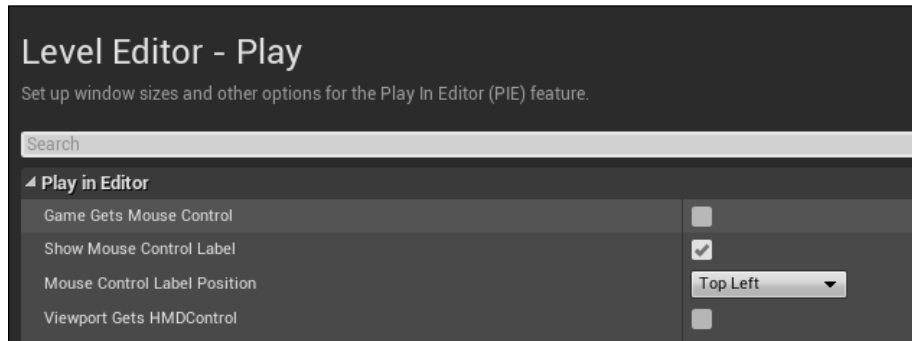 Level Editor - Play
Set up window sizes and other options for the Play In Editor (PIE) feature.
Search
Play in Editor
Game Gets Mouse Control
Show Mouse Control Label
Mouse Control Label Position Top Left
Viewport Gets HMDControl